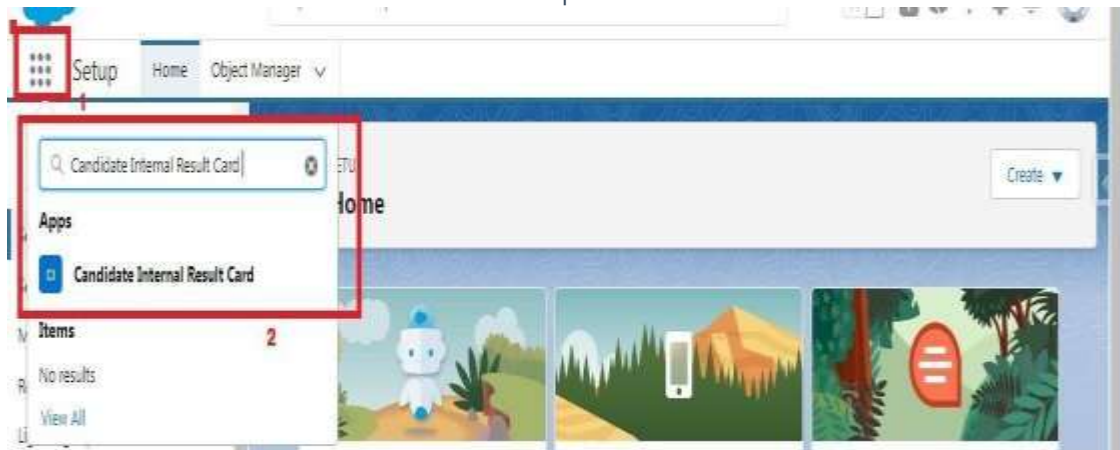 Setup Home Object Manager
1
Candidate Internal Result Card
ETU
Home
Create
Apps
Candidate Internal Result Card
Items
2
No results
View All